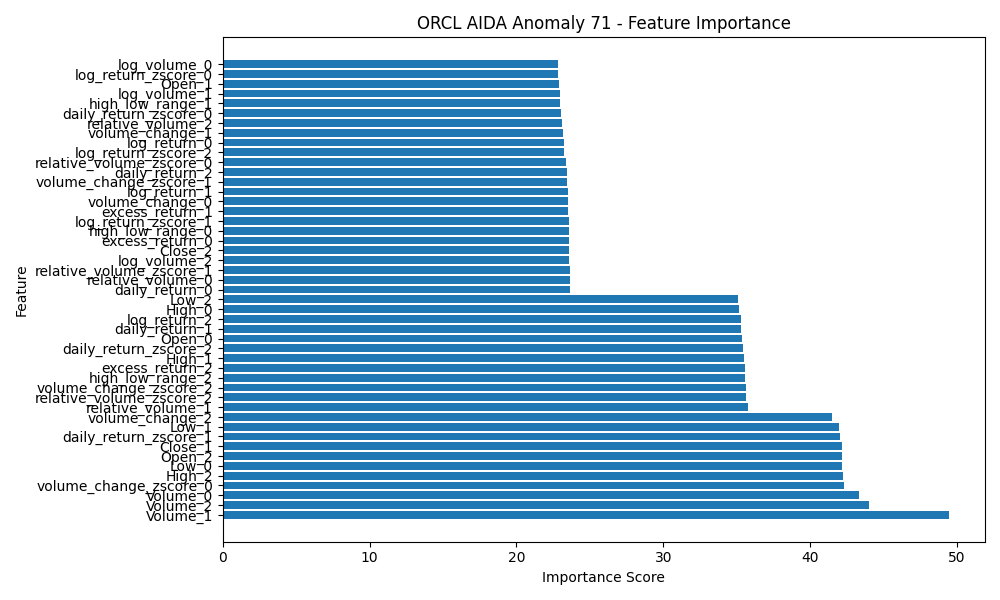 ORCL AIDA Anomaly 71 - Feature Importance
log_volume_0
log_return_zscore_0
Open_1
log_volume_1
high_low_range_1
daily_return_zscore_0
relative_volume_2
volume_change_1
log_return_0
log_return_zscore_2
relative_volume_zscore_0
daily_return_2
volume_change_zscore_1
log_return_1
volume_change_0
excess_return_1
log_return_zscore_1
high_low_range_0
excess_return_0
Close_2
log_volume_2
relative_volume_zscore_1
relative_volume_0
daily_return_0
Low_2
High_0
log_return_2
daily_return_1
Open_0
daily_return_zscore_2
High_1
excess_return_2
high_low_range_2
volume_change_zscore_2
relative_volume_zscore_2
relative_volume_1
volume_change_2
Low_1
daily_return_zscore_1
Close_1
Open_2
Low_0
High_2
volume_change_zscore_0
Volume_0
Volume_2
Volume_1
Feature
0 10 20 30 40 50
Importance Score